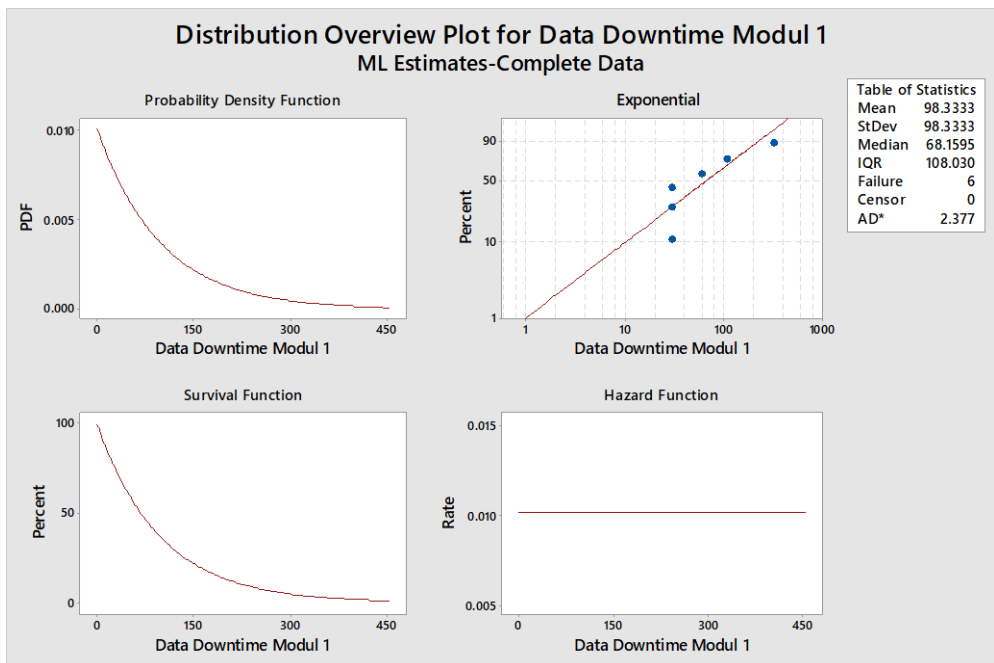 Distribution Overview Plot for Data Downtime Modul 1
ML Estimates-Complete Data
Probability Density Function
0.010
0.005
0.000
PDF
0 150 300 450
Data Downtime Modul 1
Exponential
90
50
10
1
Percent
1 10 100 1000
Data Downtime Modul 1
Table of Statistics
Mean 98.3333
StDev 98.3333
Median 68.1595
IQR 108.030
Failure 6
Censor 0
AD* 2.377
Survival Function
100
50
0
Percent
0 150 300 450
Data Downtime Modul 1
Hazard Function
0.015
0.010
0.005
Rate
0 150 300 450
Data Downtime Modul 1